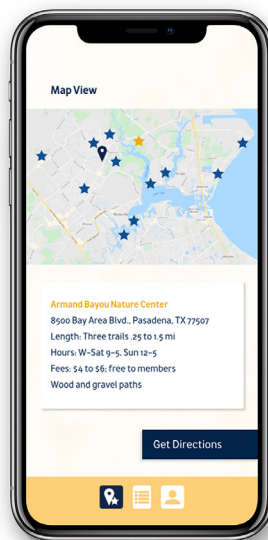 Map View
Armand Bayou Nature Center
8500 Bay Area Blvd., Pasadena, TX 77507
Length: Three trails .25 to 1.5 mi
Hours: W-Sat 9-5, Sun 12-5
Fees: $4 to $6; free to members
Wood and gravel paths
Get Directions